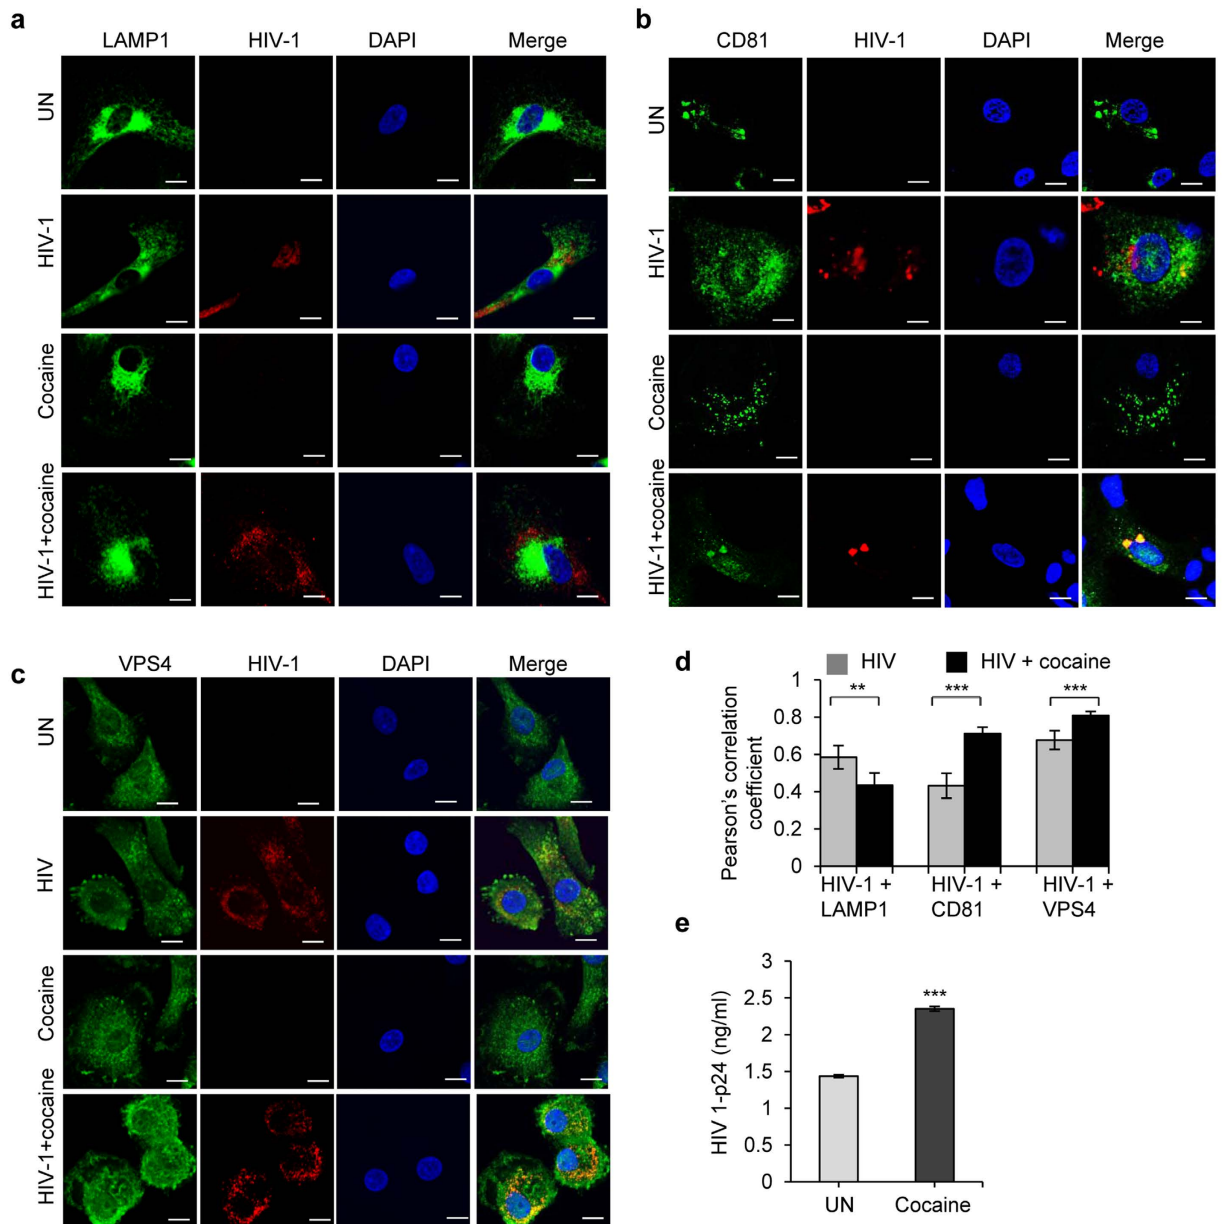 a
LAMP1 HIV-1 DAPI Merge
UN
HIV-1
Cocaine
HIV-1+cocaine
b
CD81 HIV-1 DAPI Merge
UN
HIV-1
Cocaine
HIV-1+cocaine
c
VPS4 HIV-1 DAPI Merge
UN
HIV
Cocaine
HIV-1+cocaine
d
HIV HIV + cocaine
Pearson's correlation
coefficient
1
0.8
0.6
0.4
0.2
0
** *** ***
HIV-1 + HIV-1 + HIV-1 +
LAMP1 CD81 VPS4
e
HIV 1-p24 (ng/ml)
3
2.5
2
1.5
1
0.5
0
***
UN Cocaine